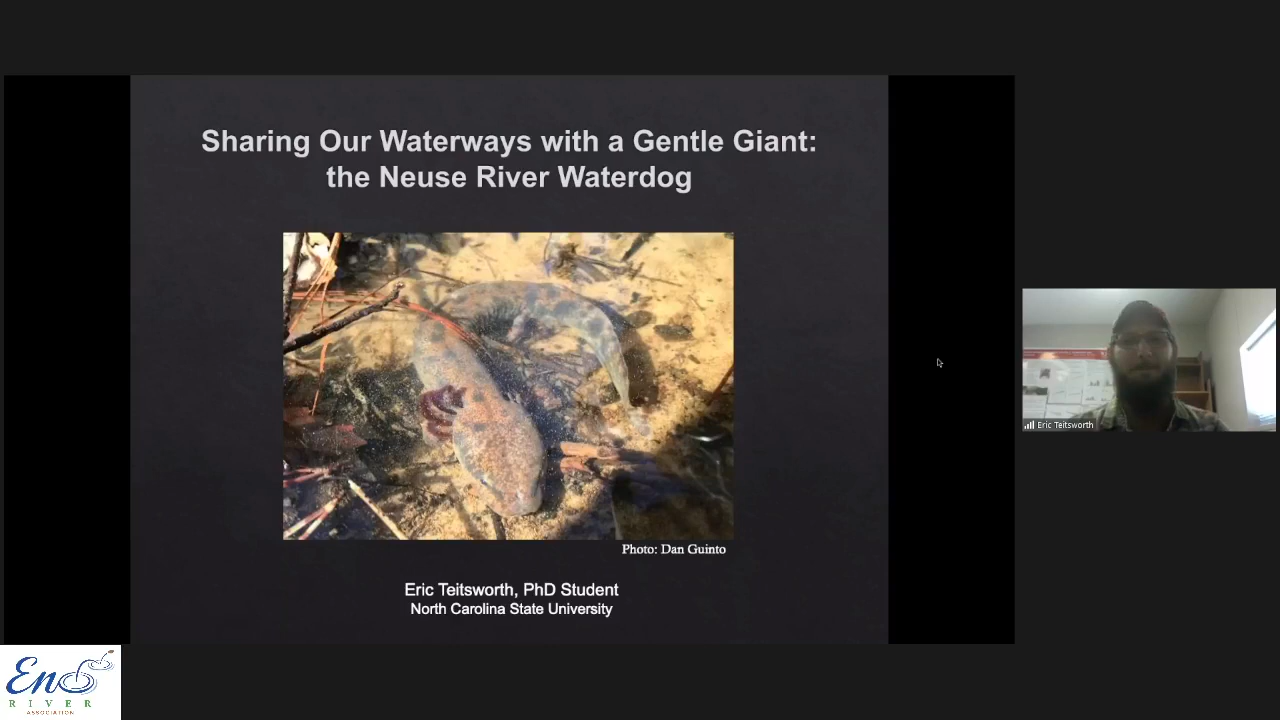 Sharing Our Waterways with a Gentle Giant:
the Neuse River Waterdog
Photo: Dan Guinto
Eric Teitsworth, PhD Student
North Carolina State University
Eric Teitsworth
Eno
RIVER
ASSOCIATION